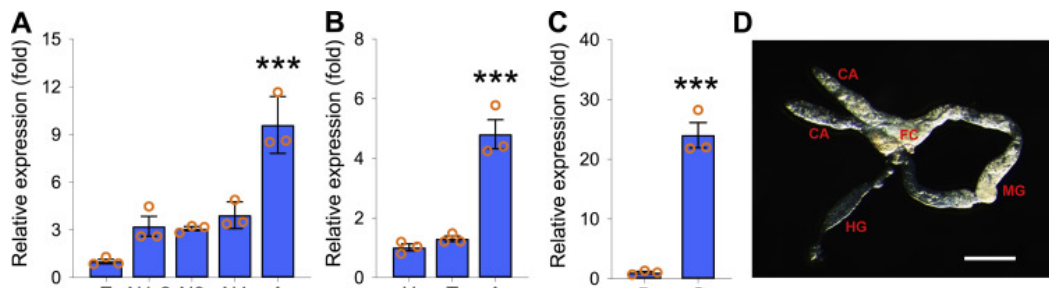 A
Relative expression (fold)
15
12
9
6
3
0
***
B
Relative expression (fold)
8
6
4
2
0
***
C
Relative expression (fold)
40
30
20
10
0
***
D
CA
CA
FC
MG
HG